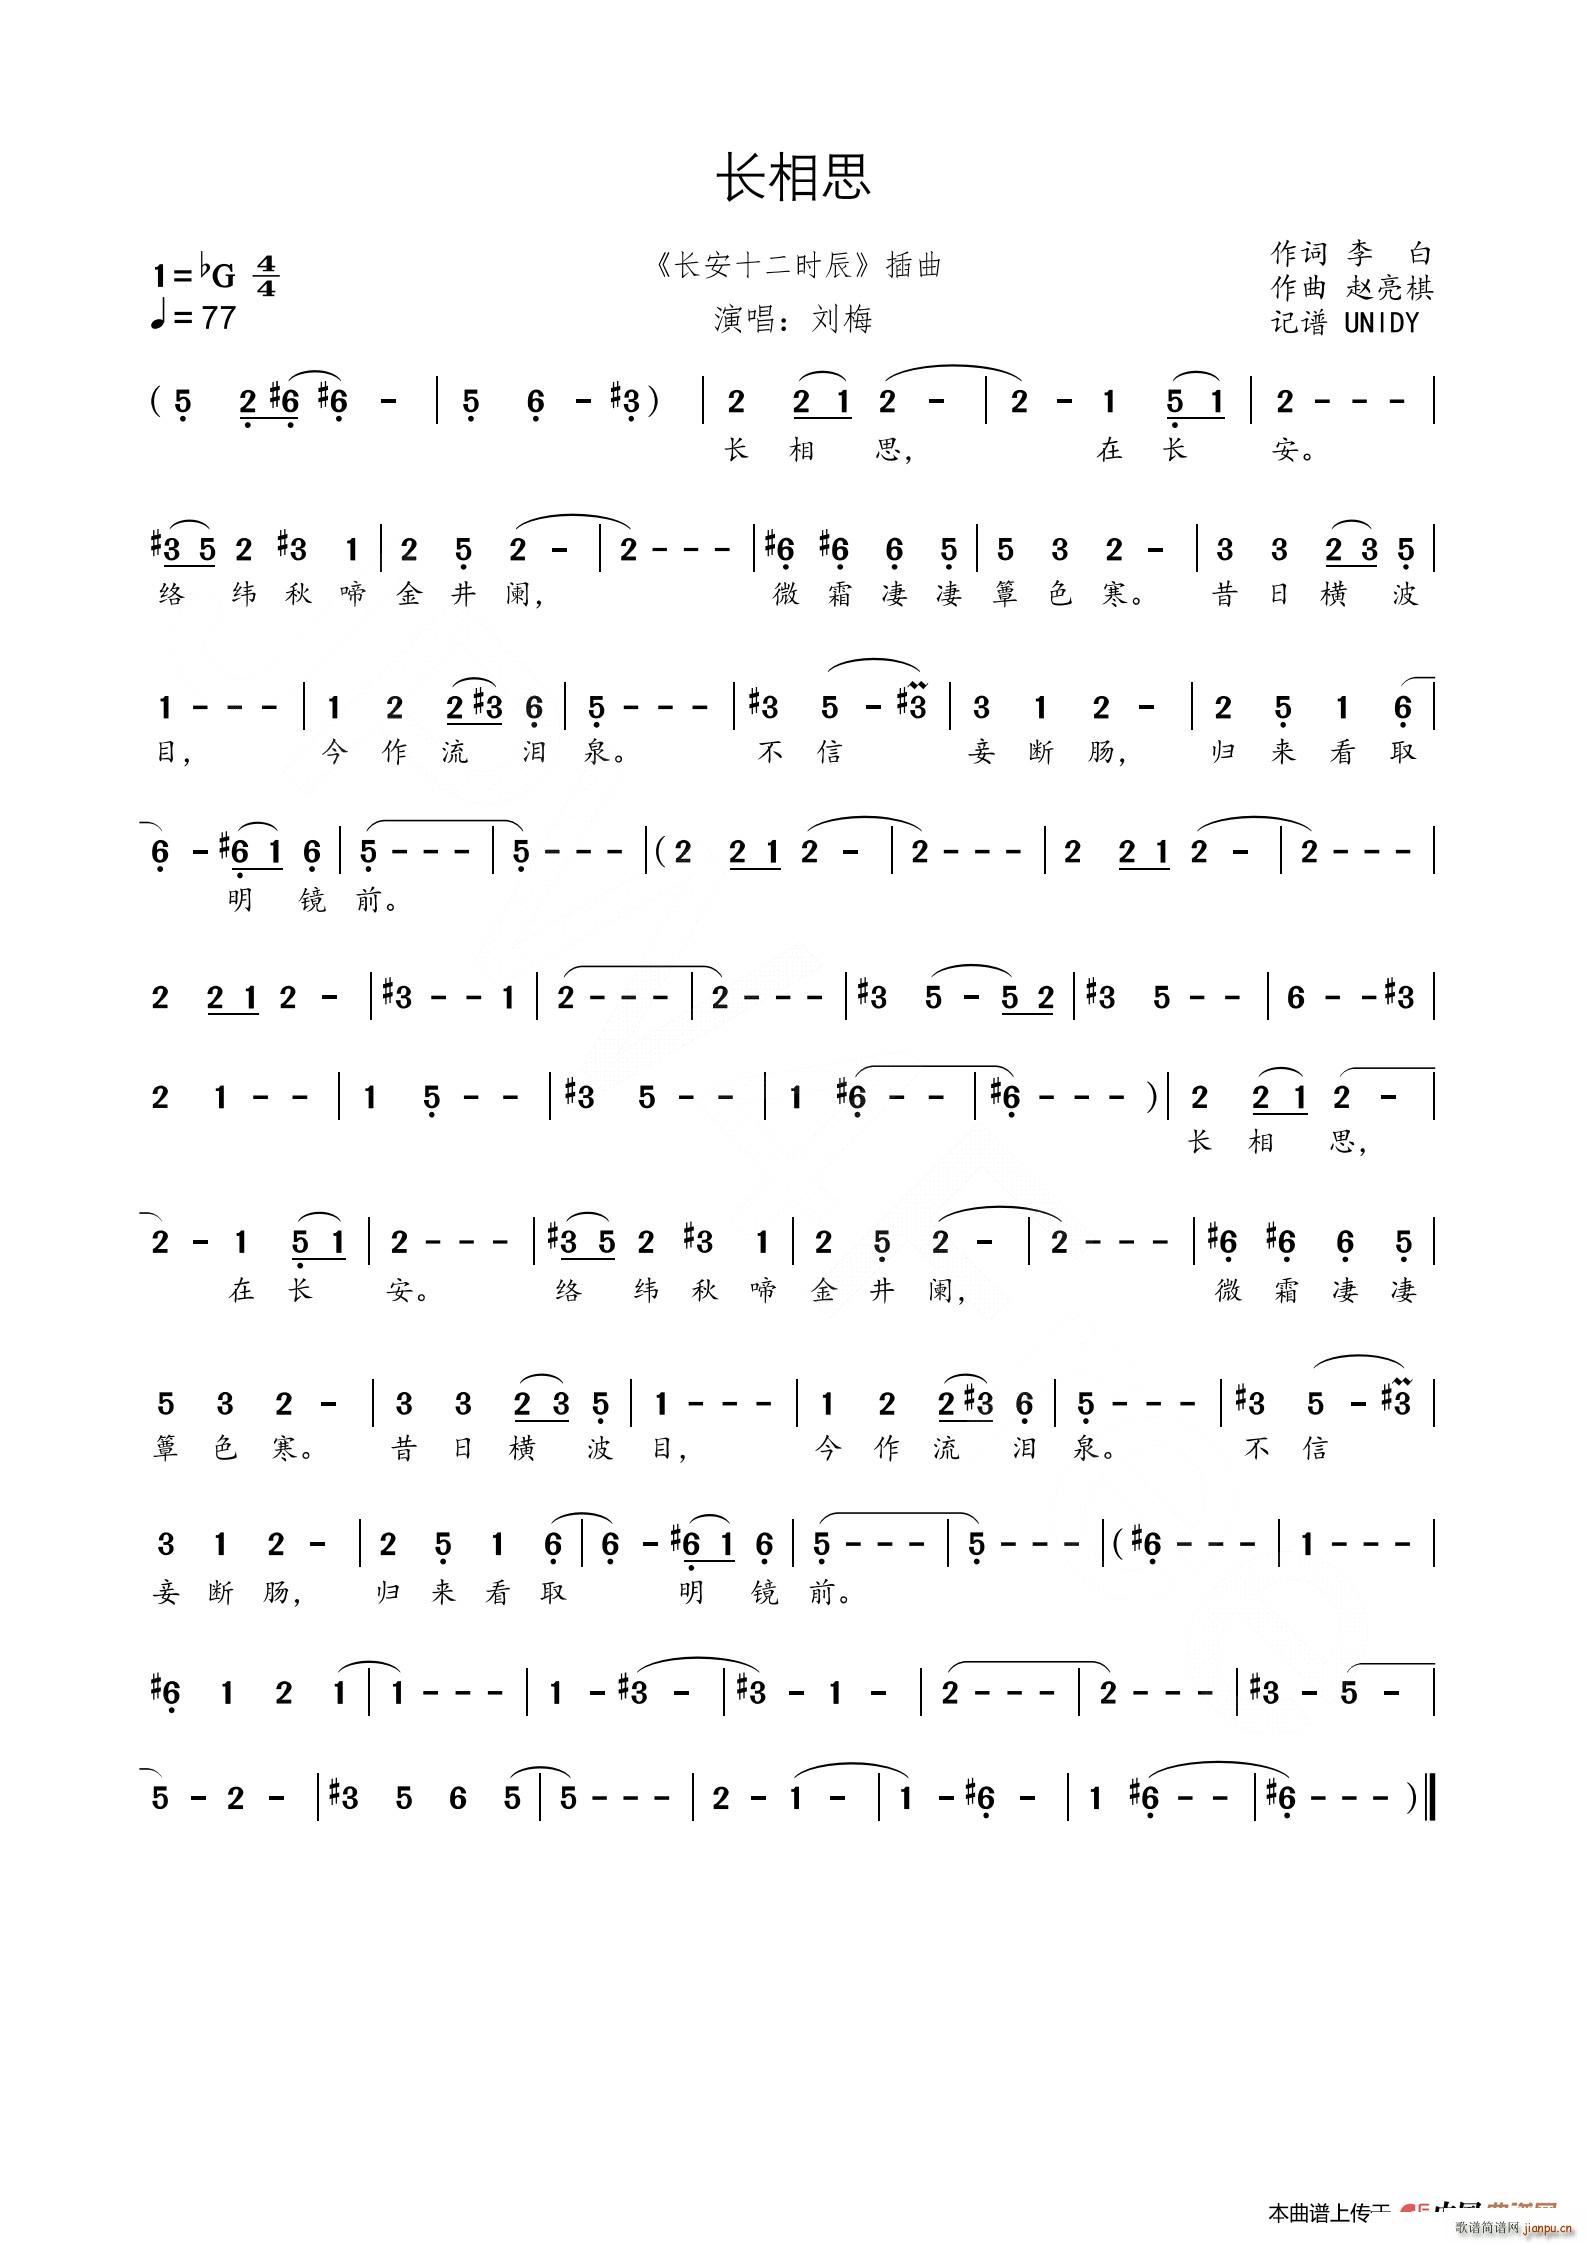 长相思
1=♭G 4/4
♩=77
《长安十二时辰》插曲
演唱：刘梅
作词 李 白
作曲 赵亮棋
记谱 UNIDY
( 5 2 #6 #6 - | 5 6 - #3 ) | 2 2 1 2 - | 2 - 1 5 1 | 2 - - - |
长 相 思， 在 长 安。
#3 5 2 #3 1 | 2 5 2 - | 2 - - - | #6 #6 6 5 | 5 3 2 - | 3 3 2 3 5 |
络 纬 秋 啼 金 井 阑， 微 霜 凄 凄 簟 色 寒。 昔 日 横 波
1 - - - | 1 2 2 #3 6 | 5 - - - | #3 5 - #3 | 3 1 2 - | 2 5 1 6 |
目， 今 作 流 泪 泉。 不 信 妾 断 肠， 归 来 看 取
6 - #6 1 6 | 5 - - - | 5 - - - | ( 2 2 1 2 - | 2 - - - | 2 2 1 2 - | 2 - - - |
明 镜 前。
2 2 1 2 - | #3 - - 1 | 2 - - - | 2 - - - | #3 5 - 5 2 | #3 5 - - | 6 - - #3 |
2 1 - - | 1 5 - - | #3 5 - - | 1 #6 - - | #6 - - - ) | 2 2 1 2 - |
长 相 思，
2 - 1 5 1 | 2 - - - | #3 5 2 #3 1 | 2 5 2 - | 2 - - - | #6 #6 6 5 |
在 长 安。 络 纬 秋 啼 金 井 阑， 微 霜 凄 凄
5 3 2 - | 3 3 2 3 5 | 1 - - - | 1 2 2 #3 6 | 5 - - - | #3 5 - #3 |
簟 色 寒。 昔 日 横 波 目， 今 作 流 泪 泉。 不 信
3 1 2 - | 2 5 1 6 | 6 - #6 1 6 | 5 - - - | 5 - - - | ( #6 - - - | 1 - - - |
妾 断 肠， 归 来 看 取 明 镜 前。
#6 1 2 1 | 1 - - - | 1 - #3 - | #3 - 1 - | 2 - - - | 2 - - - | #3 - 5 - |
5 - 2 - | #3 5 6 5 | 5 - - - | 2 - 1 - | 1 - #6 - | 1 #6 - - | #6 - - - ) ‖
本曲谱上传于
歌谱简谱网 jianpu.cn